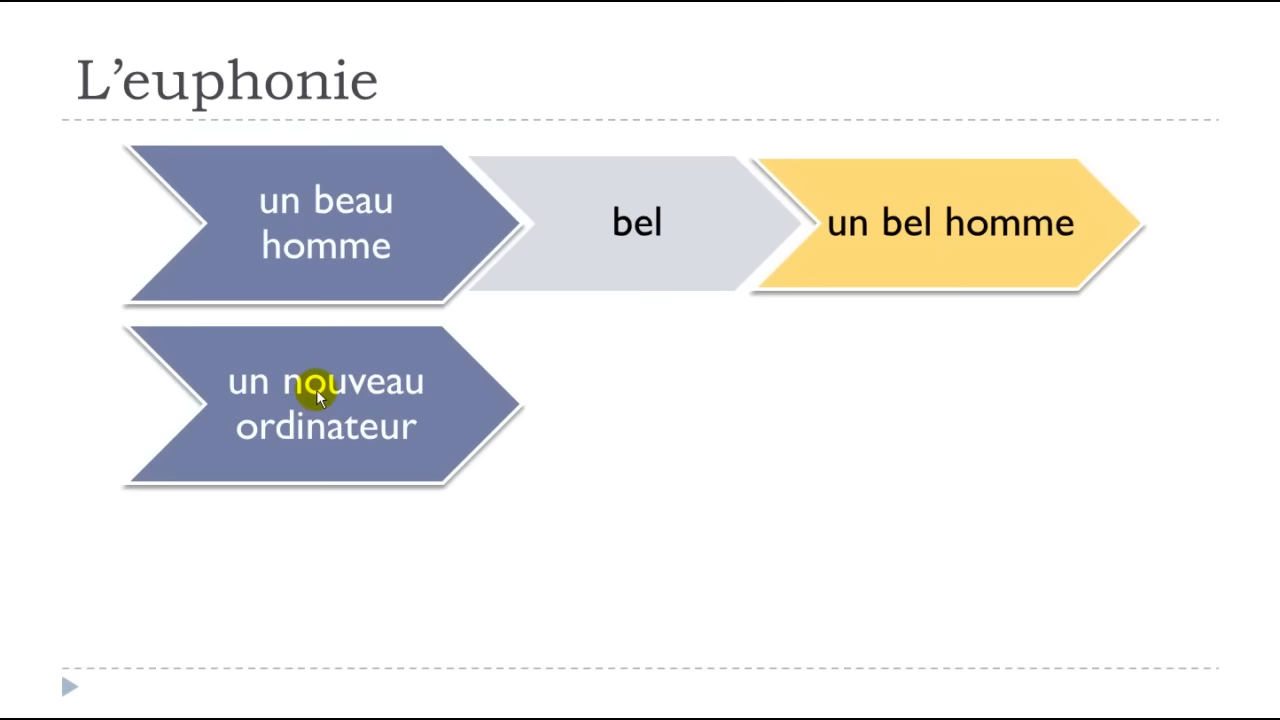 L’euphonie
un beau
homme
bel
un bel homme
un nouveau
ordinateur